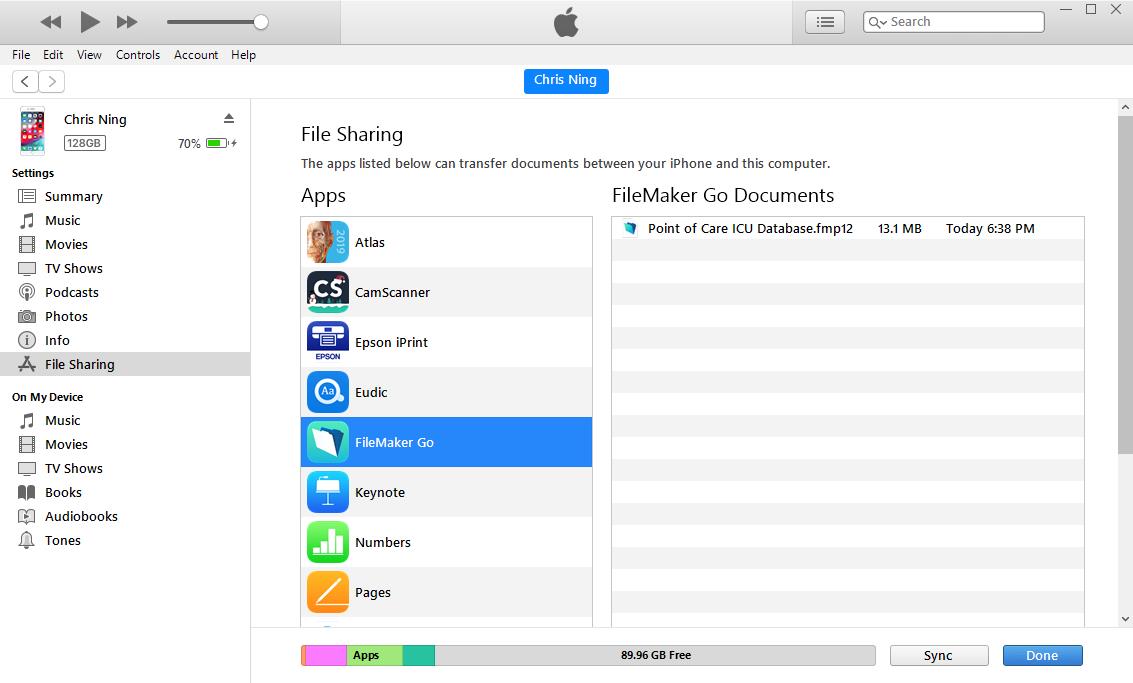 Search
File Edit View Controls Account Help
Chris Ning
Chris Ning
128GB
70%
Settings
Summary
Music
Movies
TV Shows
Podcasts
Photos
Info
File Sharing
On My Device
Music
Movies
TV Shows
Books
Audiobooks
Tones
File Sharing
The apps listed below can transfer documents between your iPhone and this computer.
Apps
2019
Atlas
CS
CamScanner
EPSON
Epson iPrint
Aa
Eudic
FileMaker Go
Keynote
Numbers
Pages
FileMaker Go Documents
Point of Care ICU Database.fmp12 13.1 MB Today 6:38 PM
Apps
89.96 GB Free
Sync
Done